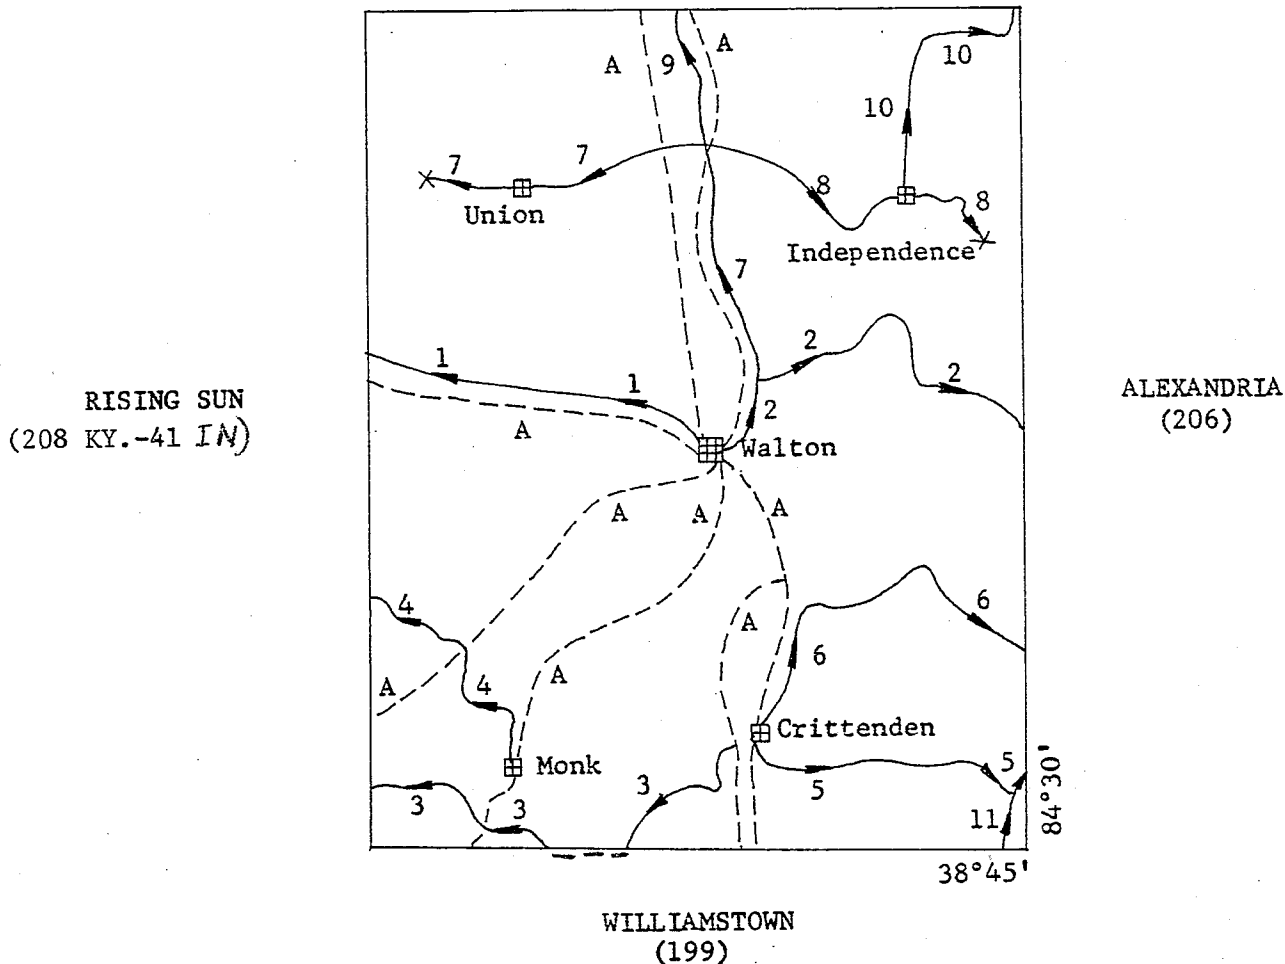 A
A
9
10
10
7
7
8
8
Union
Independence
7
2
1
1
2
2
RISING SUN
(208 KY.-41 IN)
ALEXANDRIA
(206)
A
Walton
A
A
A
4
6
A
6
4
A
A
Crittenden
Monk
3
3
3
5
5
11
84°30'
38°45'
WILLIAMSTOWN
(199)